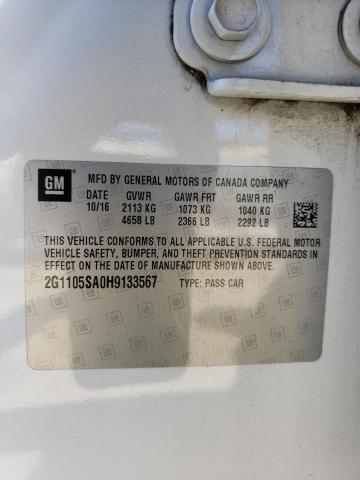 GM
MFD BY GENERAL MOTORS OF CANADA COMPANY
DATE GVWR GAWR FRT GAWR RR
10/16 2113 KG 1073 KG 1040 KG
4658 LB 2366 LB 2292 LB
THIS VEHICLE CONFORMS TO ALL APPLICABLE U.S. FEDERAL MOTOR
VEHICLE SAFETY, BUMPER, AND THEFT PREVENTION STANDARDS IN
EFFECT ON THE DATE OF MANUFACTURE SHOWN ABOVE.
2G1105SA0H9133567 TYPE: PASS CAR